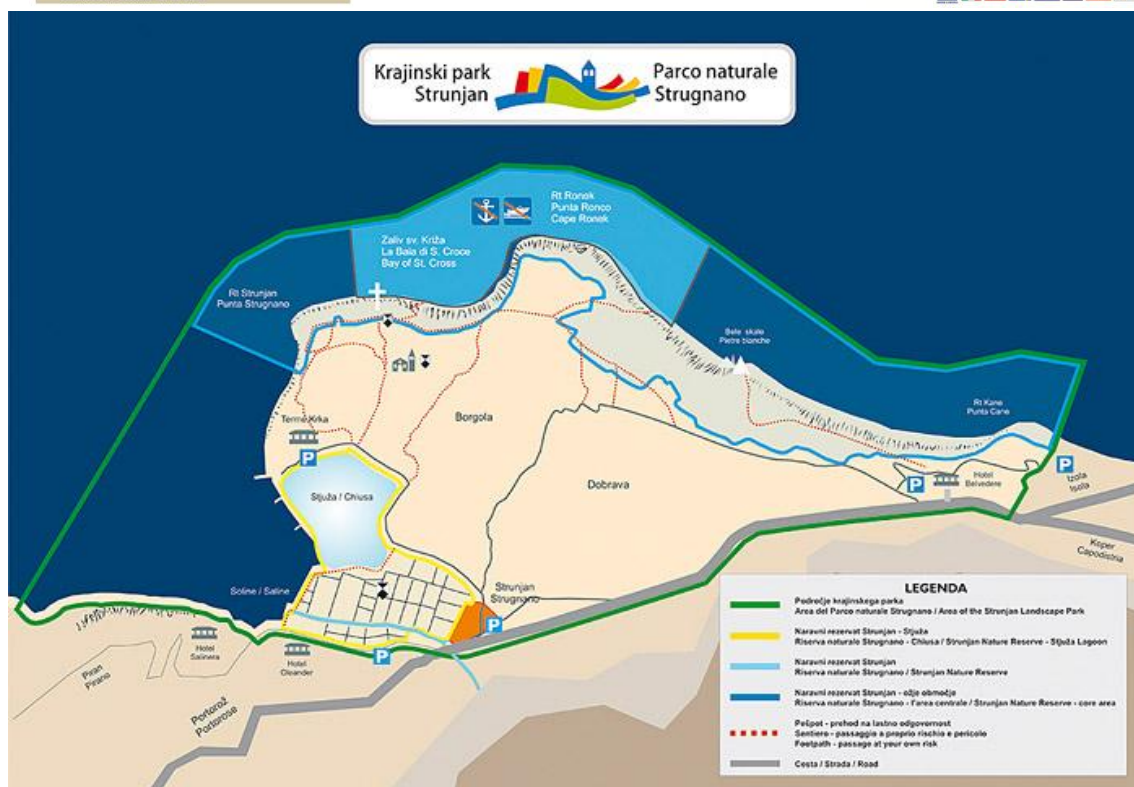 Krajinski park
Strunjan
Parco naturale
Strugnano
Rt Ronek
Punta Ronco
Cape Ronek
Zaliv sv. Križa
La Baia di S. Croce
Bay of St. Cross
Rt Strunjan
Punta Strugnano
Bele skale
Pietre bianche
Rt Kane
Punta Cane
Terme Krka
P
Borgola
Stjuža / Chiusa
Dobrava
P
Hotel
Belvedere
P
Izola
Isola
Koper
Capodistria
Soline / Saline
Strunjan
Strugnano
P
Hotel
Salinera
Hotel
Cleander
P
Piran
Pirano
Portorož
Portorose
LEGENDA
Področje krajinskega parka
Area del Parco naturale Strugnano / Area of the Strunjan Landscape Park
Naravni rezervat Strunjan - Stjuža
Riserva naturale Strugnano - Chiusa / Strunjan Nature Reserve - Stjuža Lagoon
Naravni rezervat Strunjan
Riserva naturale Strugnano / Strunjan Nature Reserve
Naravni rezervat Strunjan - ožje območje
Riserva naturale Strugnano - l'area centrale / Strunjan Nature Reserve - core area
Pešpot - prehod na lastno odgovornost
Sentiero - passaggio a proprio rischio e pericolo
Footpath - passage at your own risk
Cesta / Strada / Road